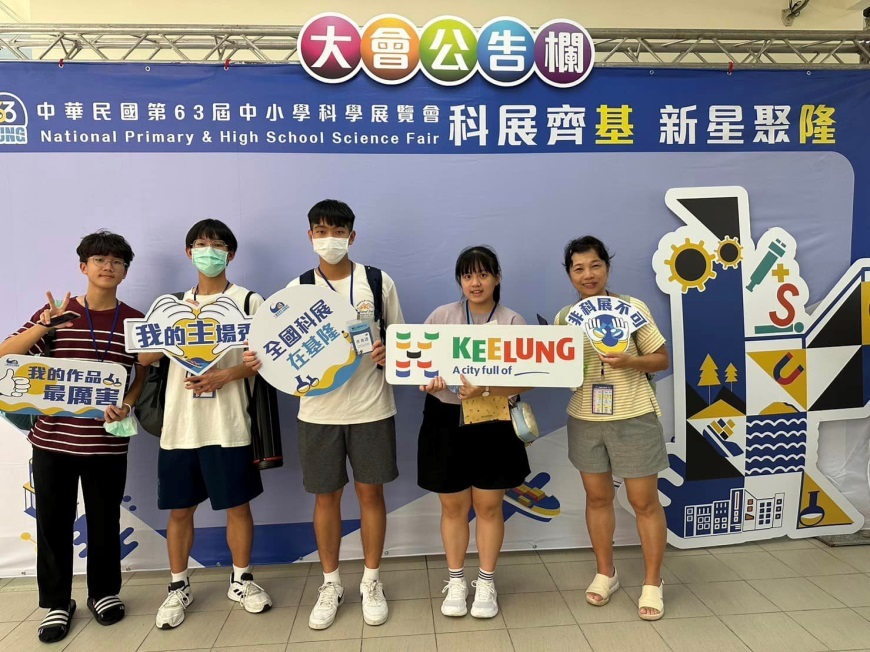 大會公告欄
63
UNG
中華民國第63屆中小學科學展覽會
National Primary & High School Science Fair
科展齊基 新星聚隆
我的作品
最厲害
我的主場
全國科展
在基隆
KEELUNG
A city full of
非科展不可
S